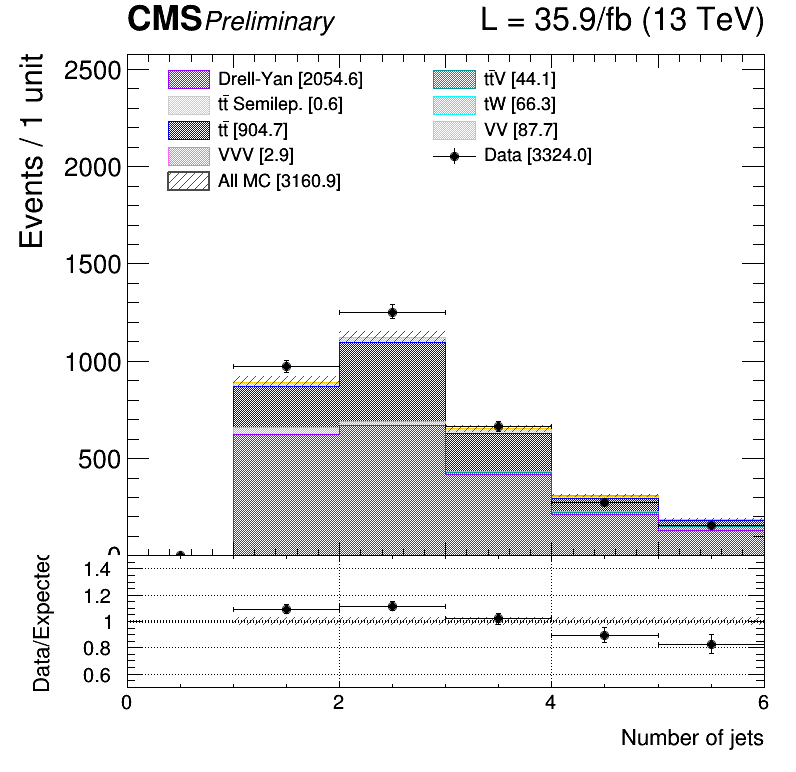 CMS Preliminary L = 35.9/fb (13 TeV)
Events / 1 unit
2500
2000
1500
1000
500
0
Drell-Yan [2054.6]
tt̄ Semilep. [0.6]
tt̄ [904.7]
VVV [2.9]
All MC [3160.9]
tt̄V [44.1]
tW [66.3]
VV [87.7]
Data [3324.0]
Data/Expected
1.4
1.2
1
0.8
0.6
0 2 4 6
Number of jets